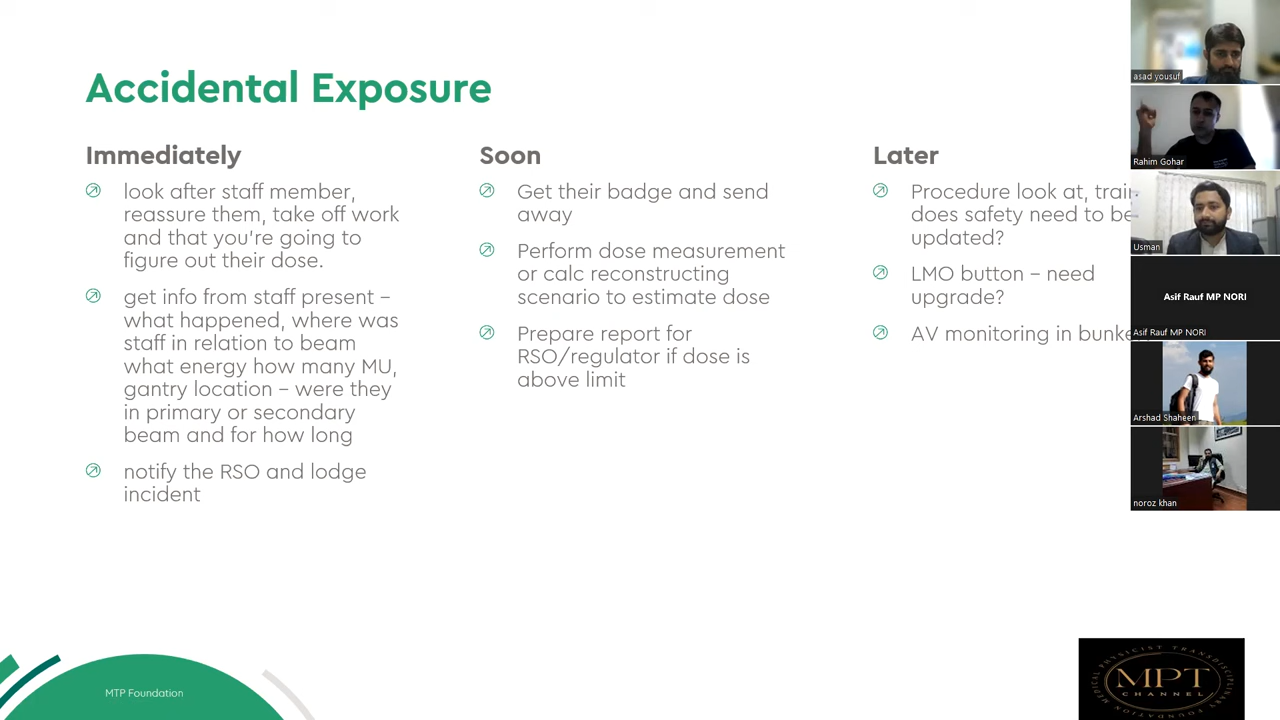 Accidental Exposure
Immediately
look after staff member,
reassure them, take off work
and that you're going to
figure out their dose.
get info from staff present –
what happened, where was
staff in relation to beam
what energy how many MU,
gantry location – were they
in primary or secondary
beam and for how long
notify the RSO and lodge
incident
Soon
Get their badge and send
away
Perform dose measurement
or calc reconstructing
scenario to estimate dose
Prepare report for
RSO/regulator if dose is
above limit
Later
Procedure look at,
does safety need to be
updated?
LMO button – need
upgrade?
AV monitoring in
asad yousuf
Rahim Gohar
Usman
Asif Rauf MP NORI
Asif Rauf MP NORI
Arshad Shaheen
noroz khan
MTP Foundation
MEDICAL PHYSICIST TRANSDISCIPLINARY FOUNDATION
MPT
CHANNEL